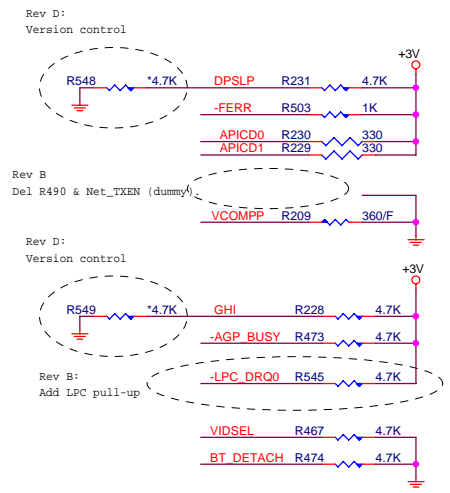 Rev D:
Version control
+3V
R548 *4.7K DPSLP R231 4.7K
-FERR R503 1K
APICD0 R230 330
APICD1 R229 330
Rev B
Del R490 & Net_TXEN (dummy).
VCOMPP R209 360/F
Rev D:
Version control
+3V
R549 *4.7K GHI R228 4.7K
-AGP_BUSY R473 4.7K
Rev B:
Add LPC pull-up
-LPC_DRQ0 R545 4.7K
VIDSEL R467 4.7K
BT_DETACH R474 4.7K